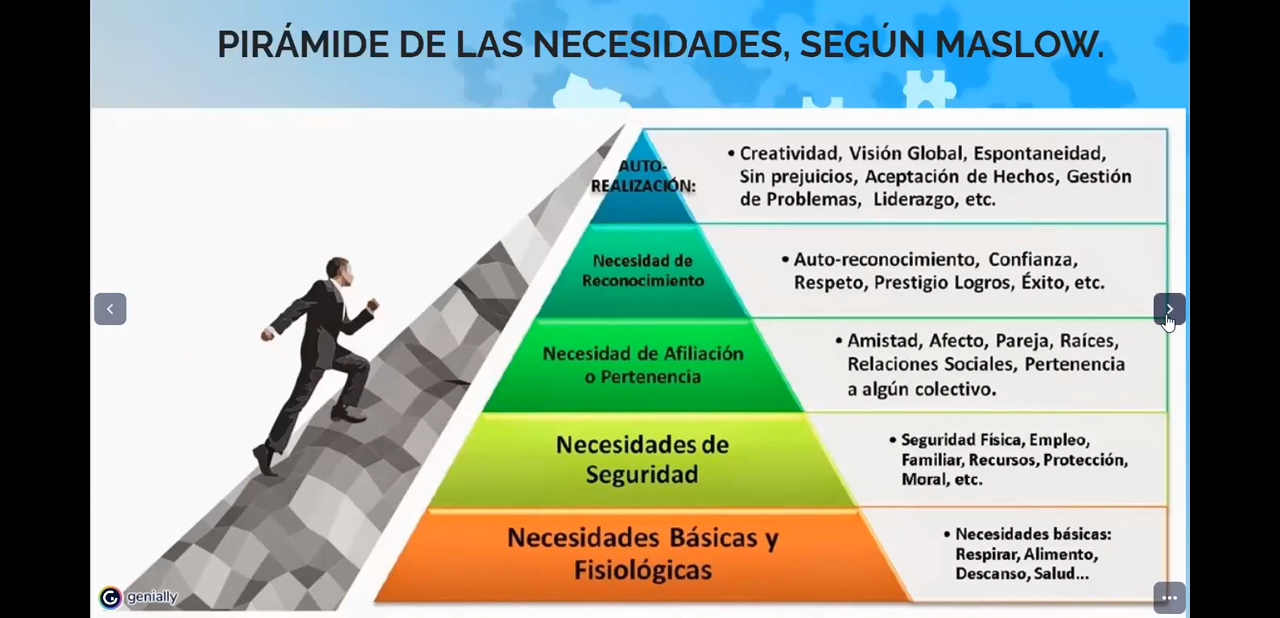 PIRÁMIDE DE LAS NECESIDADES, SEGÚN MASLOW.
AUTO-
REALIZACIÓN:
• Creatividad, Visión Global, Espontaneidad,
Sin prejuicios, Aceptación de Hechos, Gestión
de Problemas, Liderazgo, etc.
Necesidad de
Reconocimiento
• Auto-reconocimiento, Confianza,
Respeto, Prestigio Logros, Éxito, etc.
Necesidad de Afiliación
o Pertenencia
• Amistad, Afecto, Pareja, Raíces,
Relaciones Sociales, Pertenencia
a algún colectivo.
Necesidades de
Seguridad
• Seguridad Física, Empleo,
Familiar, Recursos, Protección,
Moral, etc.
Necesidades Básicas y
Fisiológicas
• Necesidades básicas:
Respirar, Alimento,
Descanso, Salud...
genially